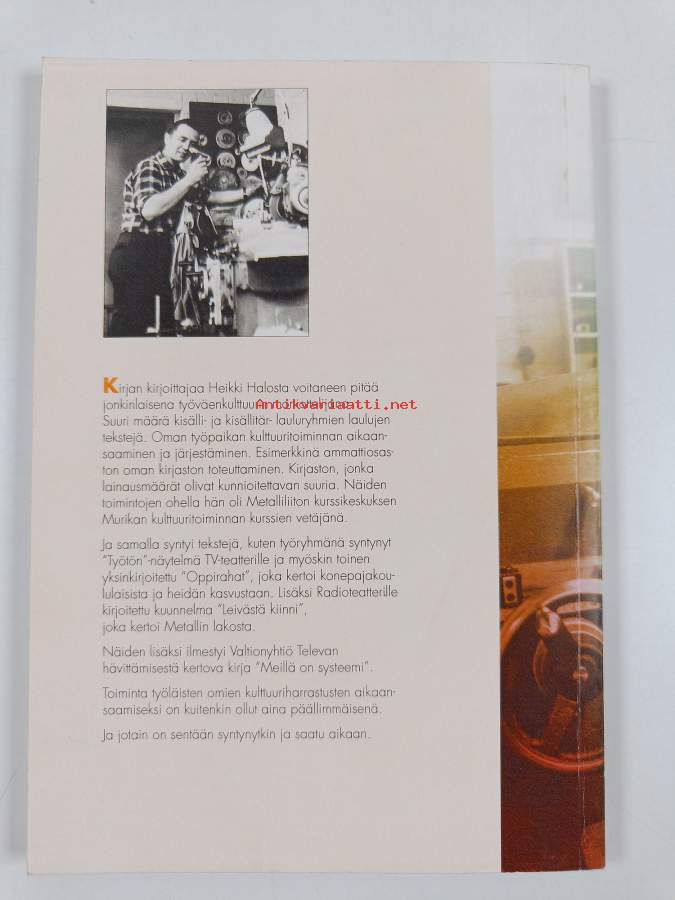 Kirjan kirjoittajaa Heikki Halosta voitaneen pitää
jonkinlaisena työväenkulttuurin
Antikvariaatti.net
Suuri määrä kisälli- ja kisällitär- lauluryhmien laulujen
tekstejä. Oman työpaikan kulttuuritoiminnan aikaan-
saaminen ja järjestäminen. Esimerkkinä ammattiosas-
ton oman kirjaston toteuttaminen. Kirjaston, jonka
lainausmäärät olivat kunnioitettavan suuria. Näiden
toimintojen ohella hän oli Metalliliiton kurssikeskuksen
Murikan kulttuuritoiminnan kurssien vetäjänä.
Ja samalla syntyi tekstejä, kuten työryhmänä syntynyt
"Työtön"-näytelmä TV-teatterille ja myöskin toinen
yksinkirjoitettu "Oppirahat", joka kertoi konepajakou-
lulaisista ja heidän kasvustaan. Lisäksi Radioteatterille
kirjoitettu kuunnelma "Leivästä kiinni",
joka kertoi Metallin lakosta.
Näiden lisäksi ilmestyi Valtionyhtiö Televan
hävittämisestä kertova kirja "Meillä on systeemi".
Toiminta työläisten omien kulttuuriharrastusten aikaan-
saamiseksi on kuitenkin ollut aina päällimmäisenä.
Ja jotain on sentään syntynytkin ja saatu aikaan.